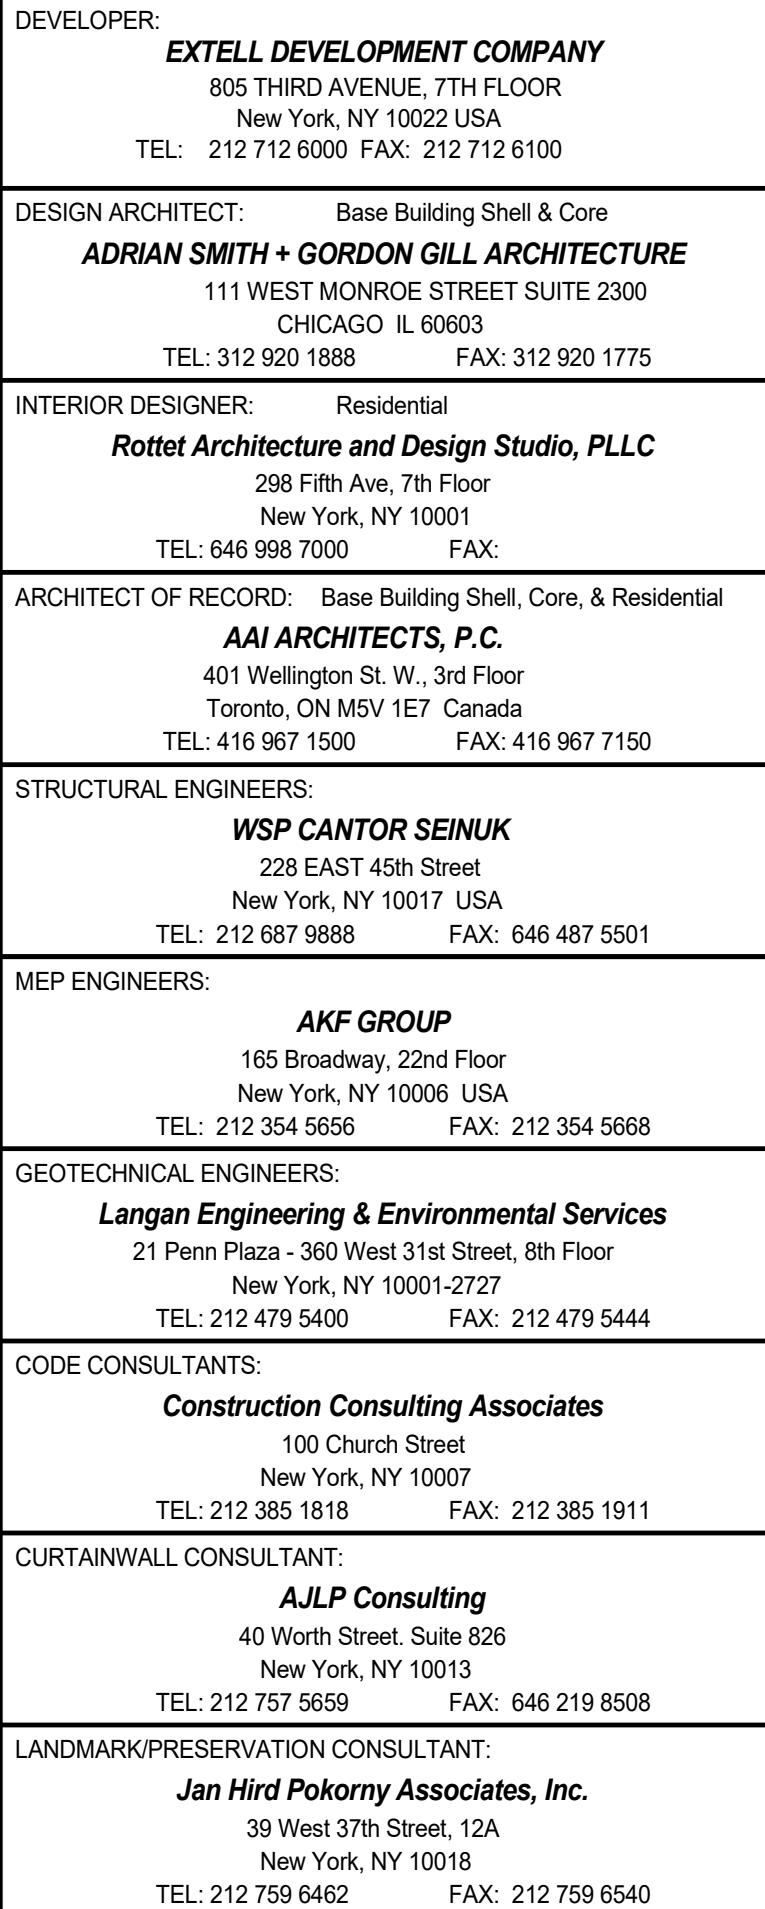 DEVELOPER:
EXTELL DEVELOPMENT COMPANY
805 THIRD AVENUE, 7TH FLOOR
New York, NY 10022 USA
TEL: 212 712 6000 FAX: 212 712 6100
DESIGN ARCHITECT: Base Building Shell & Core
ADRIAN SMITH + GORDON GILL ARCHITECTURE
111 WEST MONROE STREET SUITE 2300
CHICAGO IL 60603
TEL: 312 920 1888 FAX: 312 920 1775
INTERIOR DESIGNER: Residential
Rottet Architecture and Design Studio, PLLC
298 Fifth Ave, 7th Floor
New York, NY 10001
TEL: 646 998 7000 FAX:
ARCHITECT OF RECORD: Base Building Shell, Core, & Residential
AAI ARCHITECTS, P.C.
401 Wellington St. W., 3rd Floor
Toronto, ON M5V 1E7 Canada
TEL: 416 967 1500 FAX: 416 967 7150
STRUCTURAL ENGINEERS:
WSP CANTOR SEINUK
228 EAST 45th Street
New York, NY 10017 USA
TEL: 212 687 9888 FAX: 646 487 5501
MEP ENGINEERS:
AKF GROUP
165 Broadway, 22nd Floor
New York, NY 10006 USA
TEL: 212 354 5656 FAX: 212 354 5668
GEOTECHNICAL ENGINEERS:
Langan Engineering & Environmental Services
21 Penn Plaza - 360 West 31st Street, 8th Floor
New York, NY 10001-2727
TEL: 212 479 5400 FAX: 212 479 5444
CODE CONSULTANTS:
Construction Consulting Associates
100 Church Street
New York, NY 10007
TEL: 212 385 1818 FAX: 212 385 1911
CURTAINWALL CONSULTANT:
AJLP Consulting
40 Worth Street. Suite 826
New York, NY 10013
TEL: 212 757 5659 FAX: 646 219 8508
LANDMARK/PRESERVATION CONSULTANT:
Jan Hird Pokorny Associates, Inc.
39 West 37th Street, 12A
New York, NY 10018
TEL: 212 759 6462 FAX: 212 759 6540